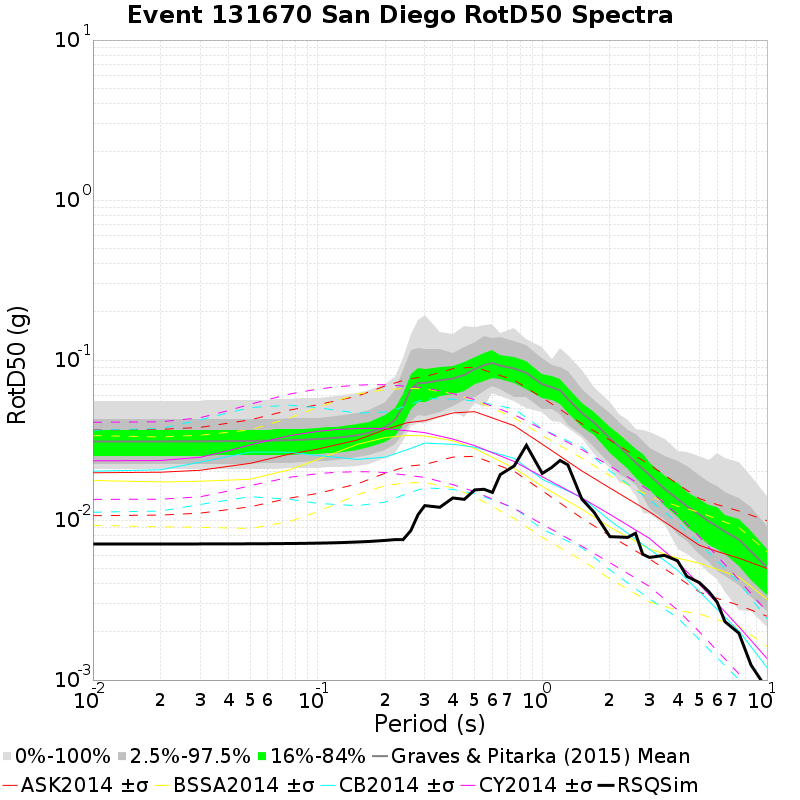 Event 131670 San Diego RotD50 Spectra
10^1
10^0
10^-1
10^-2
10^-3
RotD50 (g)
10^-2 2 3 4 5 6 10^-1 2 3 4 5 6 7 10^0 2 3 4 5 6 7 10^1
Period (s)
0%-100% 2.5%-97.5% 16%-84% Graves & Pitarka (2015) Mean
ASK2014 ±σ BSSA2014 ±σ CB2014 ±σ CY2014 ±σ RSQSim